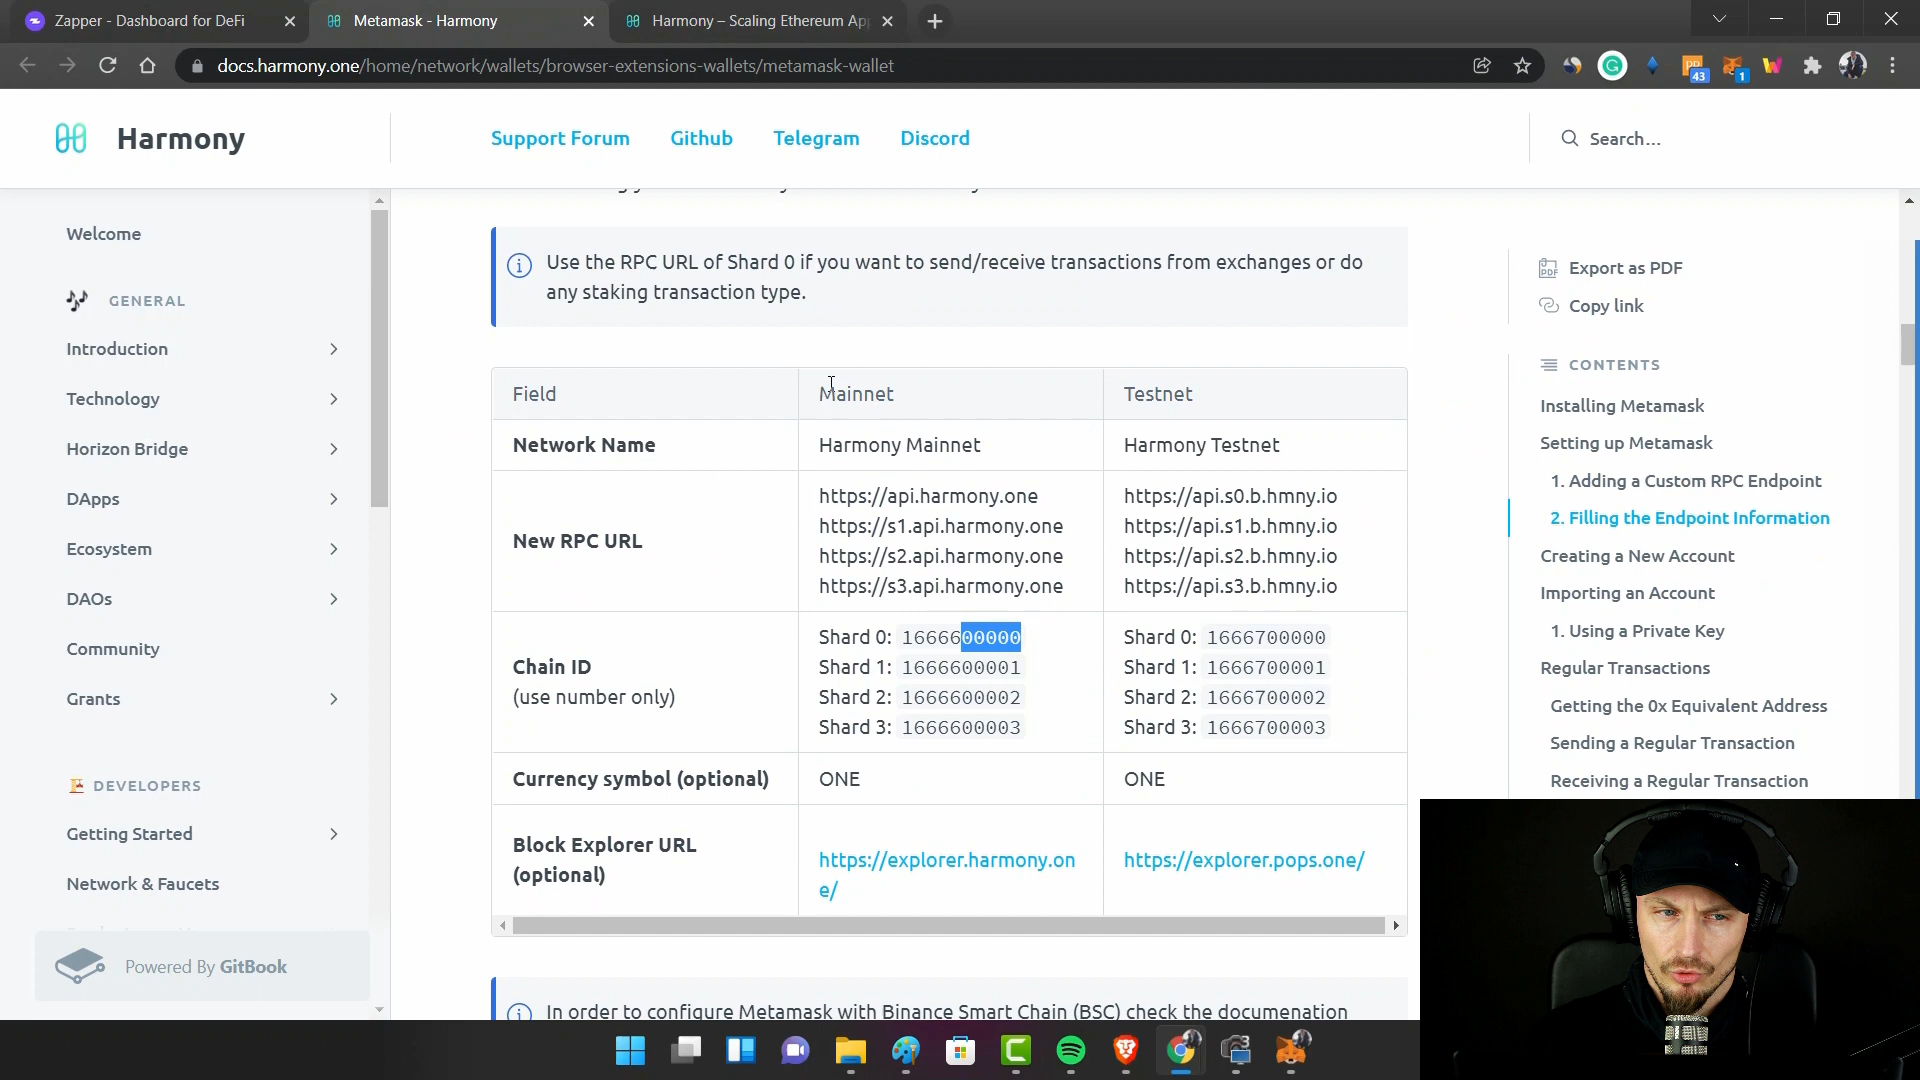 Zapper - Dashboard for DeFi
Metamask - Harmony
Harmony – Scaling Ethereum Ap
docs.harmony.one/home/network/wallets/browser-extensions-wallets/metamask-wallet
43
1
Harmony
Support Forum
Github
Telegram
Discord
Search...
Welcome
GENERAL
Introduction
Technology
Horizon Bridge
DApps
Ecosystem
DAOs
Community
Grants
DEVELOPERS
Getting Started
Network & Faucets
Powered By GitBook
Use the RPC URL of Shard 0 if you want to send/receive transactions from exchanges or do
any staking transaction type.
Field
Mainnet
Testnet
Network Name
Harmony Mainnet
Harmony Testnet
New RPC URL
https://api.harmony.one
https://s1.api.harmony.one
https://s2.api.harmony.one
https://s3.api.harmony.one
https://api.s0.b.hmny.io
https://api.s1.b.hmny.io
https://api.s2.b.hmny.io
https://api.s3.b.hmny.io
Chain ID
(use number only)
Shard 0: 1666600000
Shard 1: 1666600001
Shard 2: 1666600002
Shard 3: 1666600003
Shard 0: 1666700000
Shard 1: 1666700001
Shard 2: 1666700002
Shard 3: 1666700003
Currency symbol (optional)
ONE
ONE
Block Explorer URL
(optional)
https://explorer.harmony.on
e/
https://explorer.pops.one/
In order to configure Metamask with Binance Smart Chain (BSC) check the documenation
Export as PDF
Copy link
CONTENTS
Installing Metamask
Setting up Metamask
1. Adding a Custom RPC Endpoint
2. Filling the Endpoint Information
Creating a New Account
Importing an Account
1. Using a Private Key
Regular Transactions
Getting the 0x Equivalent Address
Sending a Regular Transaction
Receiving a Regular Transaction